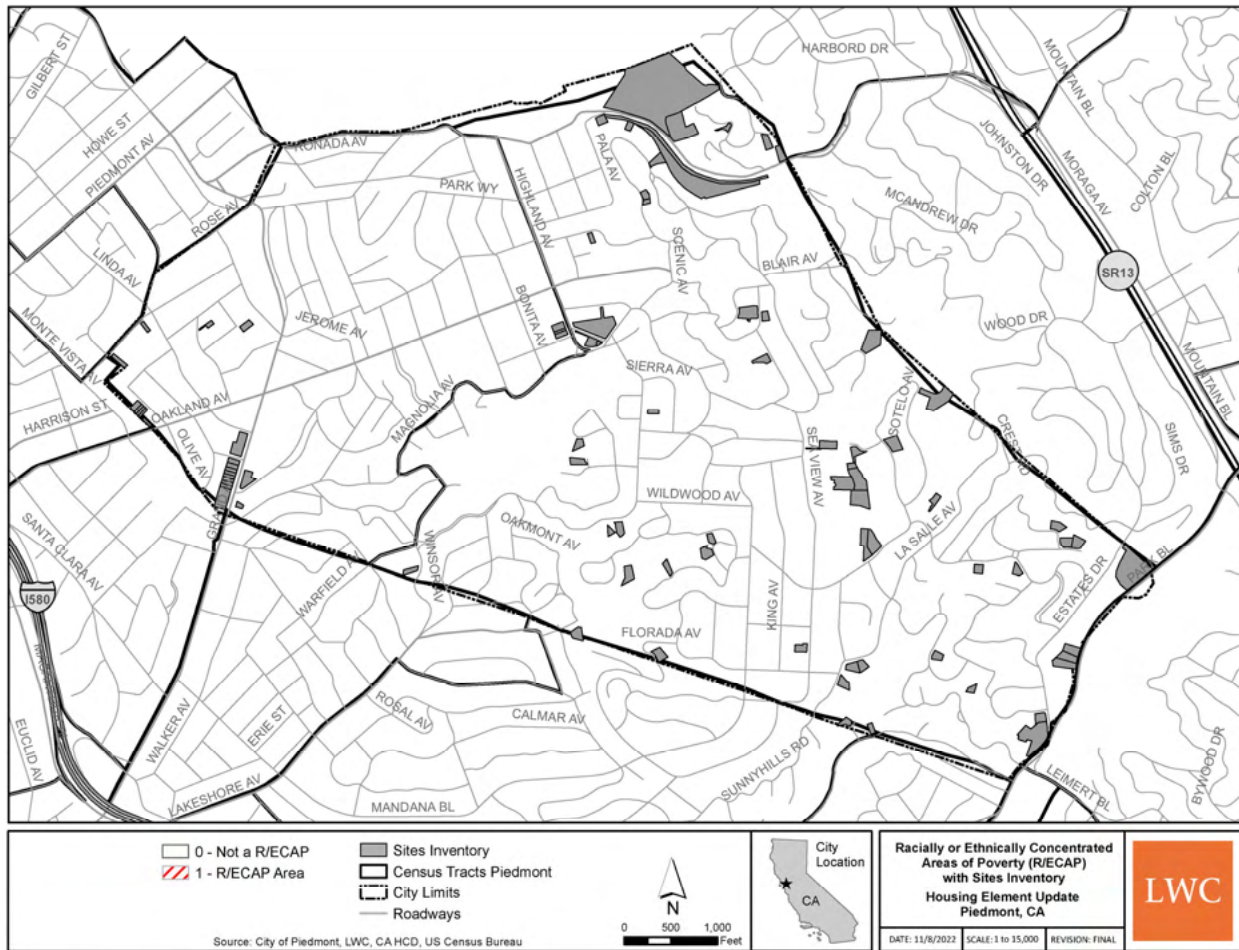 GILBERT ST
HOWE ST
PIEDMONT AV
HARBORD DR
MOUNTAIN BL
JOHNSTON DR
MORAGA AV
COLTON BL
RONADA AV
PARK WY
HIGHLAND AV
PALA AV
ROSE AV
LINDA AV
MCANDREW DR
SCENIC AV
BLAIR AV
SR13
MONTE VISTA AV
JEROME AV
BONITA AV
WOOD DR
MOUNTAIN BL
SIERRA AV
HARRISON ST
OAKLAND AV
MAGNOLIA AV
SOTELO AV
OLIVE AV
SEA VIEW AV
SIMS DR
WILDWOOD AV
SANTA CLARA AV
OAKMONT AV
LA SALLE AV
WINSOR AV
WARFIELD AV
PARK BL
ESTATES DR
I580
KING AV
FLORADA AV
ROSAL AV
CALMAR AV
ERIE ST
WALKER AV
EUCLID AV
SUNNYHILLS RD
BYWOOD DR
LEIMERT BL
LAKESHORE AV
MANDANA BL
0 - Not a R/ECAP
1 - R/ECAP Area
Sites Inventory
Census Tracts Piedmont
City Limits
Roadways
Source: City of Piedmont, LWC, CA HCD, US Census Bureau
N
0 500 1,000
Feet
City
Location
CA
Racially or Ethnically Concentrated
Areas of Poverty (R/ECAP)
with Sites Inventory
Housing Element Update
Piedmont, CA
DATE: 11/8/2022 SCALE: 1 to 15,000 REVISION: FINAL
LWC